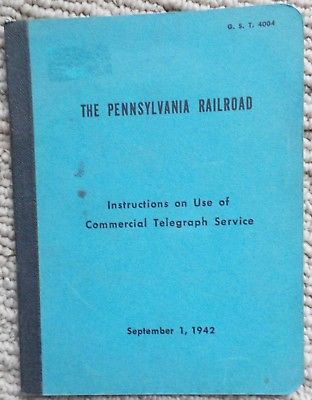 G. S. T. 4004
THE PENNSYLVANIA RAILROAD
Instructions on Use of
Commercial Telegraph Service
September 1, 1942